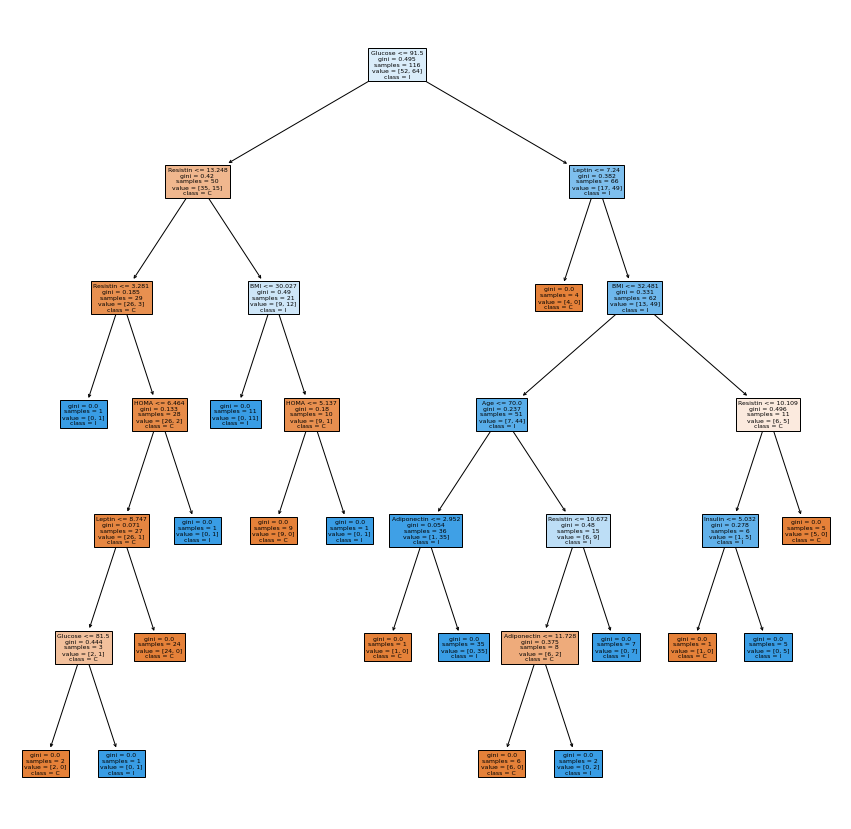 Glucose <= 91.5
gini = 0.495
samples = 116
value = [52, 64]
class = I
Resistin <= 13.248
gini = 0.42
samples = 50
value = [35, 15]
class = C
Leptin <= 7.24
gini = 0.382
samples = 66
value = [17, 49]
class = I
Resistin <= 3.281
gini = 0.185
samples = 29
value = [26, 3]
class = C
BMI <= 30.027
gini = 0.49
samples = 21
value = [9, 12]
class = I
gini = 0.0
samples = 4
value = [4, 0]
class = C
BMI <= 32.481
gini = 0.331
samples = 62
value = [13, 49]
class = I
gini = 0.0
samples = 1
value = [0, 1]
class = I
HOMA <= 6.464
gini = 0.133
samples = 28
value = [26, 2]
class = C
gini = 0.0
samples = 11
value = [0, 11]
class = I
HOMA <= 5.137
gini = 0.18
samples = 10
value = [9, 1]
class = C
Age <= 70.0
gini = 0.237
samples = 51
value = [7, 44]
class = I
Resistin <= 10.109
gini = 0.496
samples = 11
value = [6, 5]
class = C
Leptin <= 8.747
gini = 0.071
samples = 27
value = [26, 1]
class = C
gini = 0.0
samples = 1
value = [0, 1]
class = I
gini = 0.0
samples = 9
value = [9, 0]
class = C
gini = 0.0
samples = 1
value = [0, 1]
class = I
Adiponectin <= 2.952
gini = 0.054
samples = 36
value = [1, 35]
class = I
Resistin <= 10.672
gini = 0.48
samples = 15
value = [6, 9]
class = I
Insulin <= 5.032
gini = 0.278
samples = 6
value = [1, 5]
class = I
gini = 0.0
samples = 5
value = [5, 0]
class = C
Glucose <= 81.5
gini = 0.444
samples = 3
value = [2, 1]
class = C
gini = 0.0
samples = 24
value = [24, 0]
class = C
gini = 0.0
samples = 1
value = [1, 0]
class = C
gini = 0.0
samples = 35
value = [0, 35]
class = I
Adiponectin <= 11.728
gini = 0.375
samples = 8
value = [6, 2]
class = C
gini = 0.0
samples = 7
value = [0, 7]
class = I
gini = 0.0
samples = 1
value = [1, 0]
class = C
gini = 0.0
samples = 5
value = [0, 5]
class = I
gini = 0.0
samples = 2
value = [2, 0]
class = C
gini = 0.0
samples = 1
value = [0, 1]
class = I
gini = 0.0
samples = 6
value = [6, 0]
class = C
gini = 0.0
samples = 2
value = [0, 2]
class = I